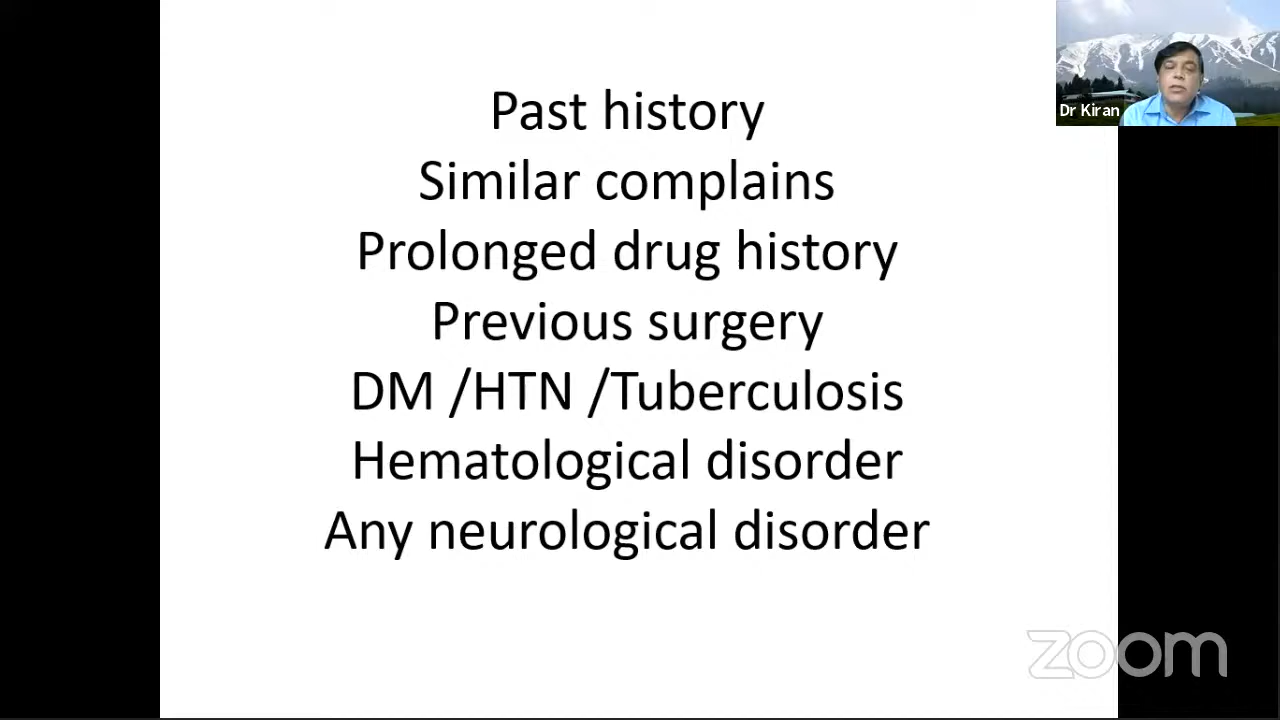 Past history
Similar complains
Prolonged drug history
Previous surgery
DM /HTN /Tuberculosis
Hematological disorder
Any neurological disorder
Dr Kiran
zoom